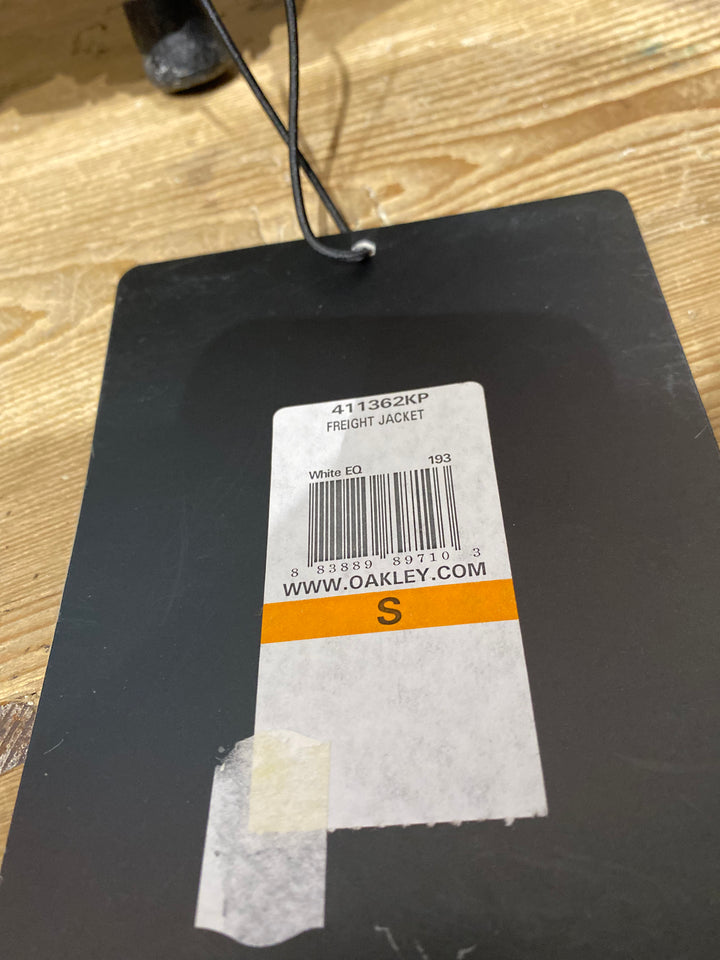 411362KP
FREIGHT JACKET
White EQ 193
8 83889 89710 3
WWW.OAKLEY.COM
S